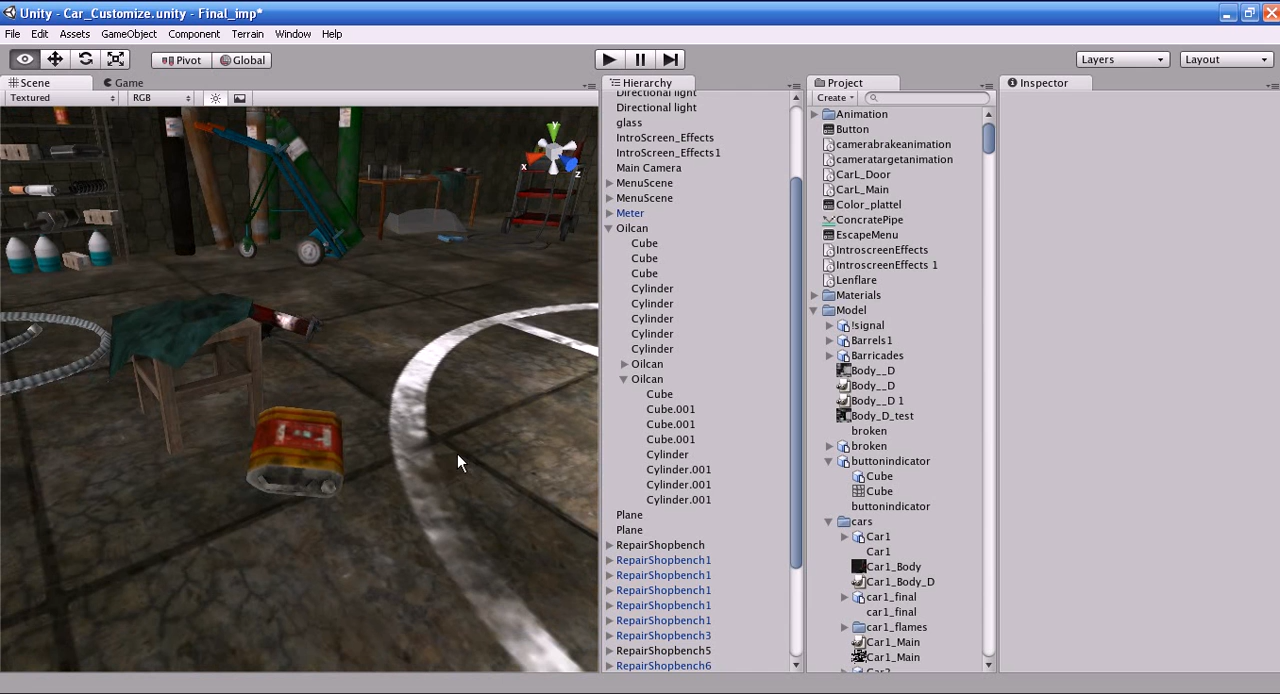 Unity - Car_Customize.unity - Final_imp*
File Edit Assets GameObject Component Terrain Window Help
Pivot Global Layers Layout
Scene Game
Textured RGB
Hierarchy
Directional light
Directional light
glass
IntroScreen_Effects
IntroScreen_Effects1
Main Camera
MenuScene
MenuScene
Meter
Oilcan
Cube
Cube
Cube
Cylinder
Cylinder
Cylinder
Cylinder
Cylinder
Oilcan
Oilcan
Cube
Cube.001
Cube.001
Cube.001
Cylinder
Cylinder.001
Cylinder.001
Cylinder.001
Plane
Plane
RepairShopbench
RepairShopbench1
RepairShopbench1
RepairShopbench1
RepairShopbench1
RepairShopbench1
RepairShopbench3
RepairShopbench5
RepairShopbench6
Project
Create
Animation
Button
camerabrakeanimation
cameratargetanimation
CarL_Door
CarL_Main
Color_plattel
ConcratePipe
EscapeMenu
IntroscreenEffects
IntroscreenEffects 1
Lenflare
Materials
Model
!signal
Barrels1
Barricades
Body__D
Body__D
Body__D 1
Body_D_test
broken
broken
buttonindicator
Cube
Cube
buttonindicator
cars
Car1
Car1
Car1_Body
Car1_Body_D
car1_final
car1_final
car1_flames
Car1_Main
Car1_Main
Inspector
x y z